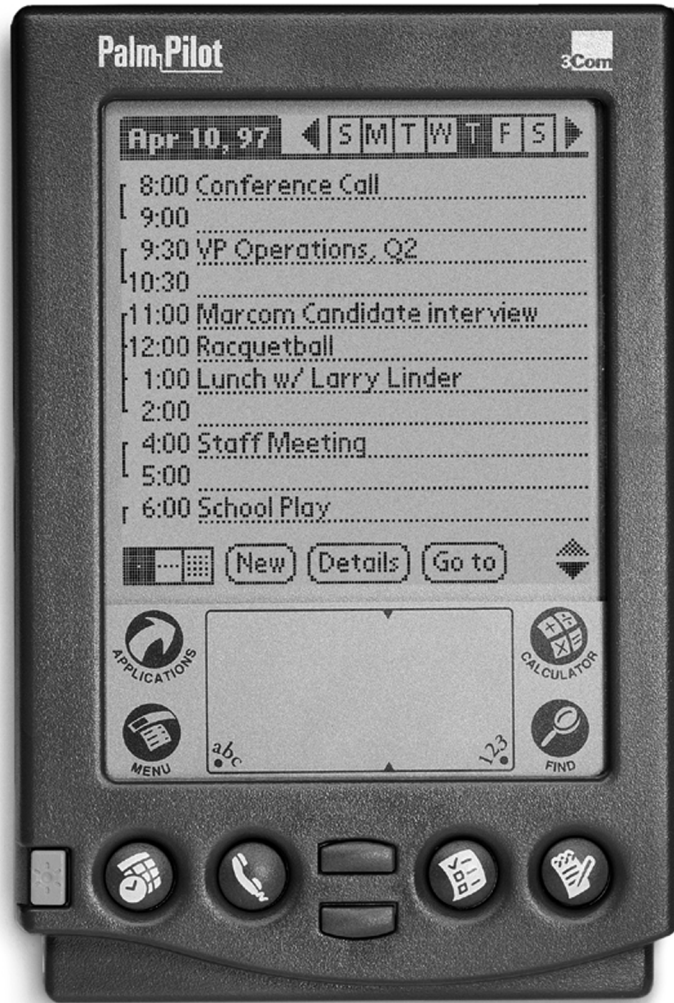 Palm Pilot 3Com
Apr 10, 97 S M T W T F S
8:00 Conference Call
9:00
9:30 VP Operations, Q2
10:30
11:00 Marcom Candidate interview
12:00 Racquetball
1:00 Lunch w/ Larry Linder
2:00
4:00 Staff Meeting
5:00
6:00 School Play
New Details Go to
APPLICATIONS CALCULATOR
abc 123
MENU FIND